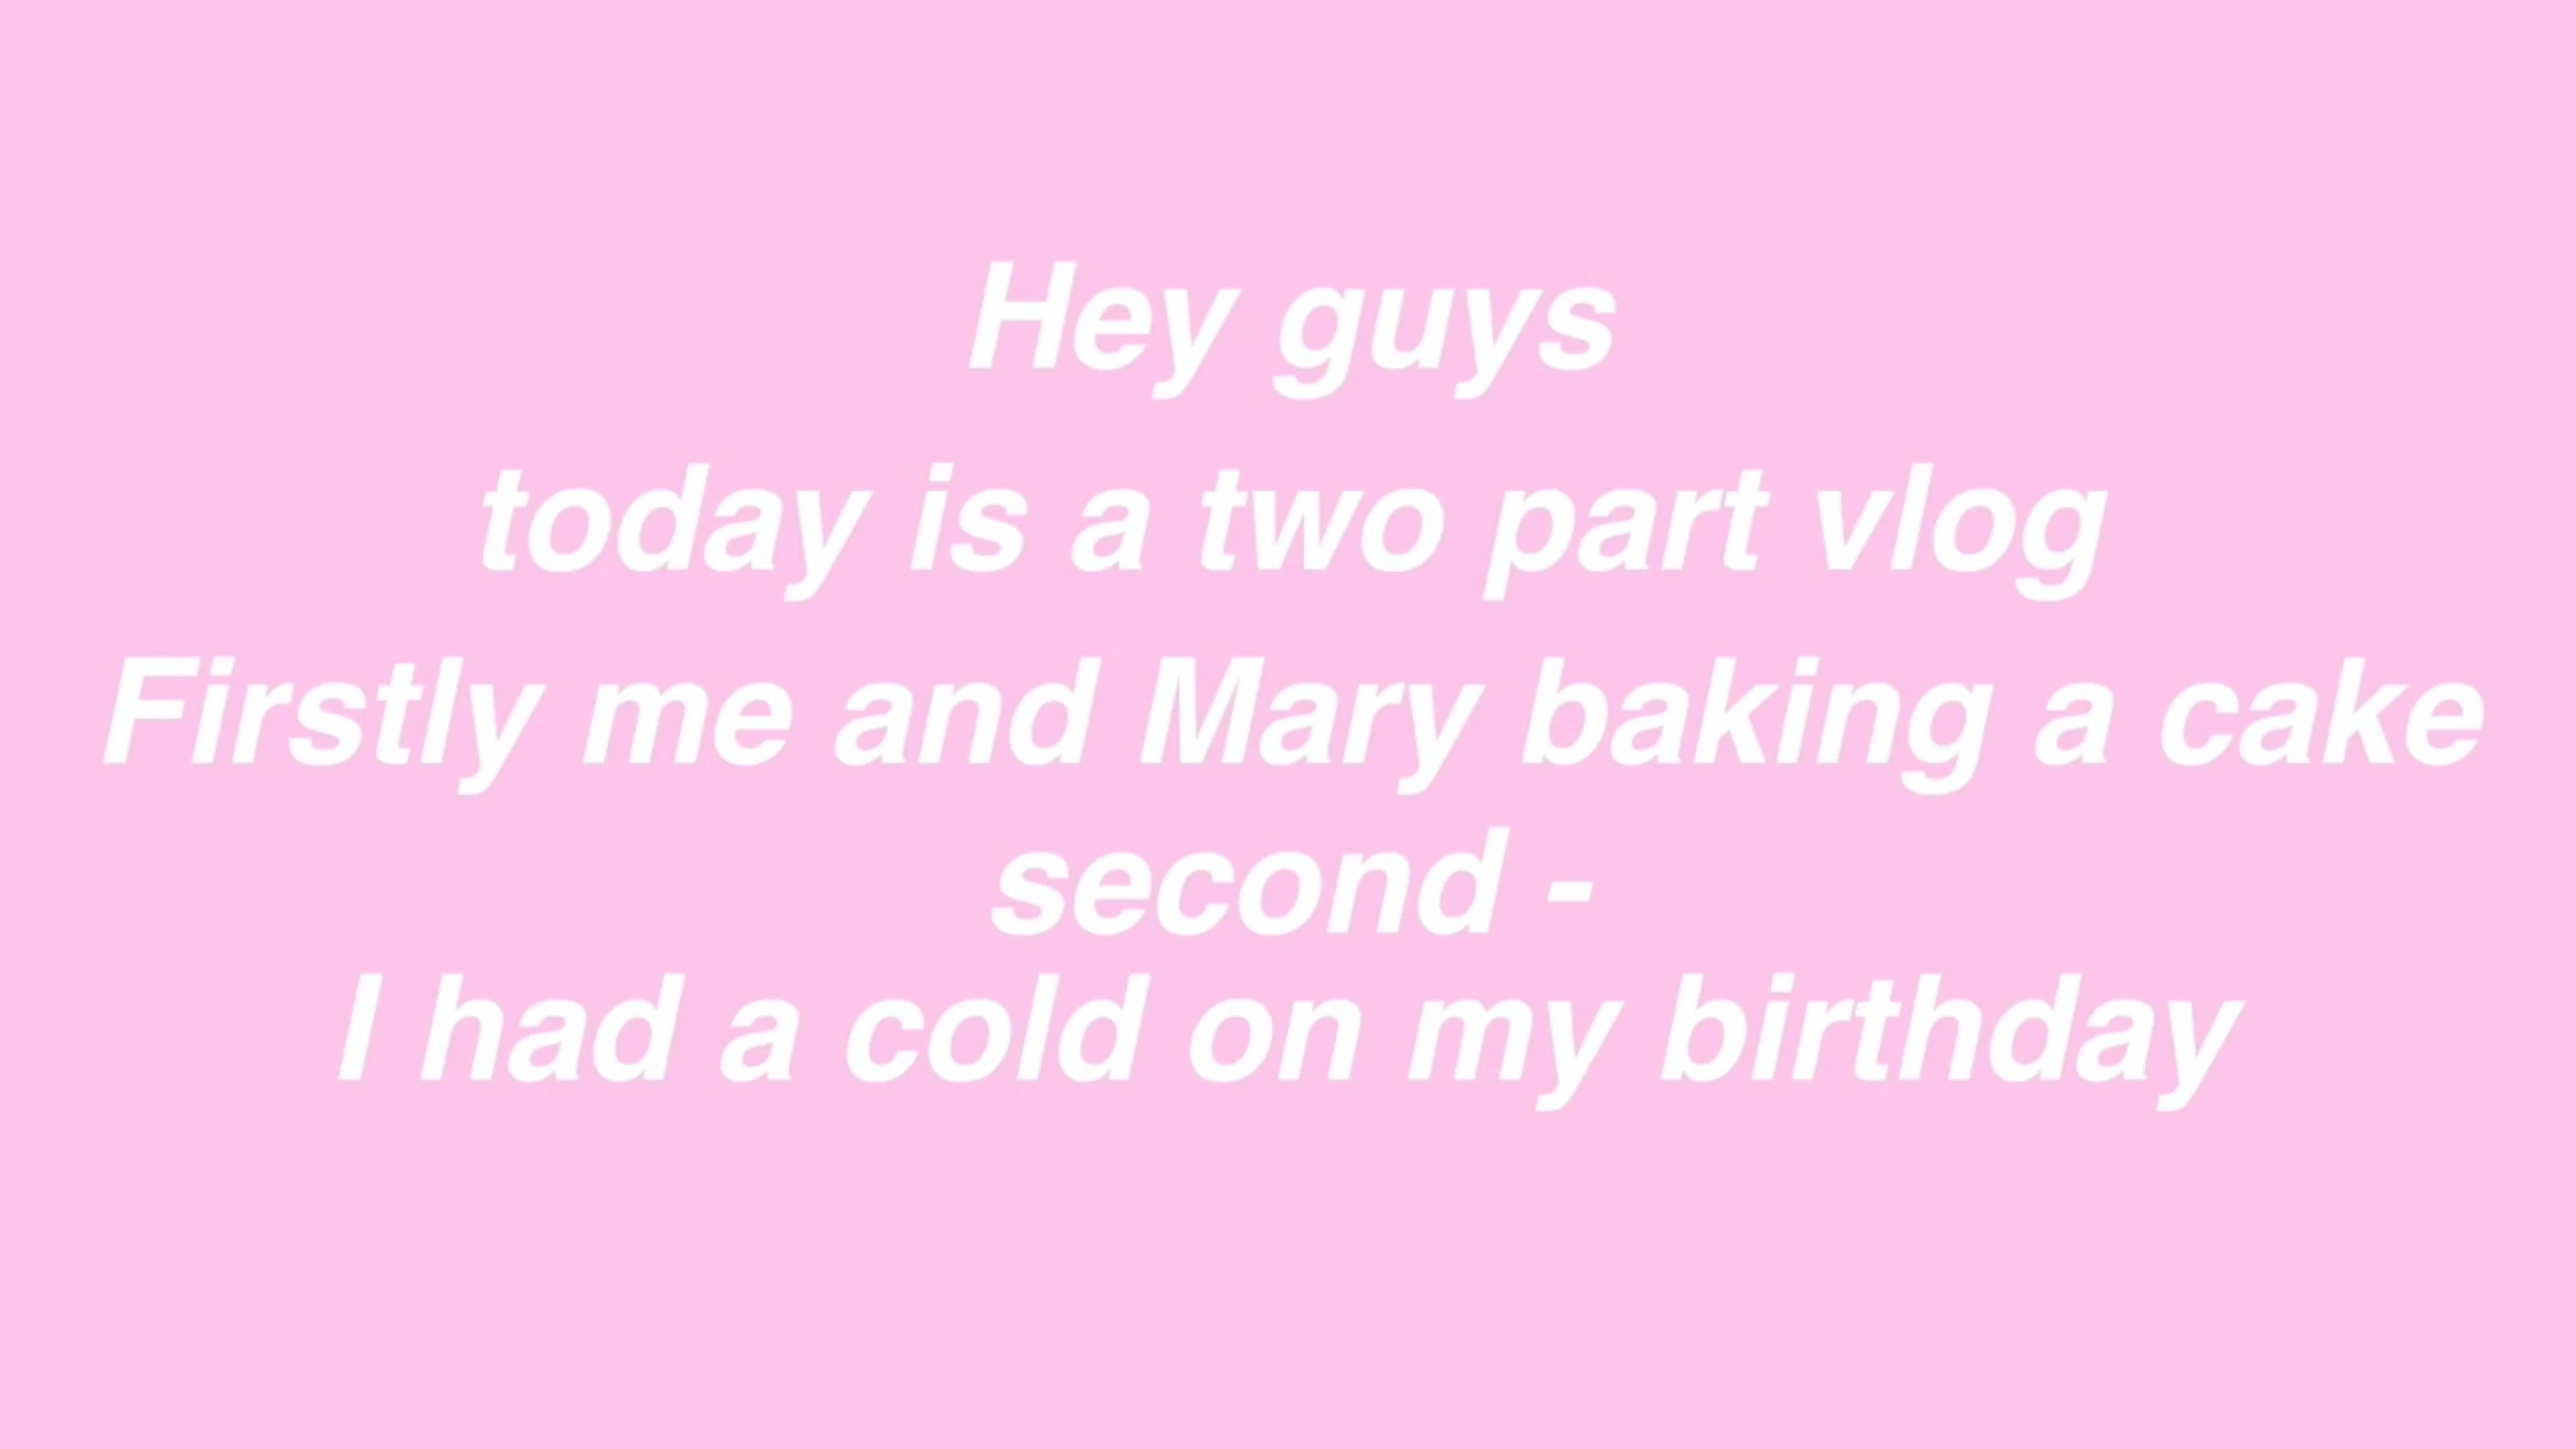 Hey guys
today is a two part vlog
Firstly me and Mary baking a cake
second -
I had a cold on my birthday